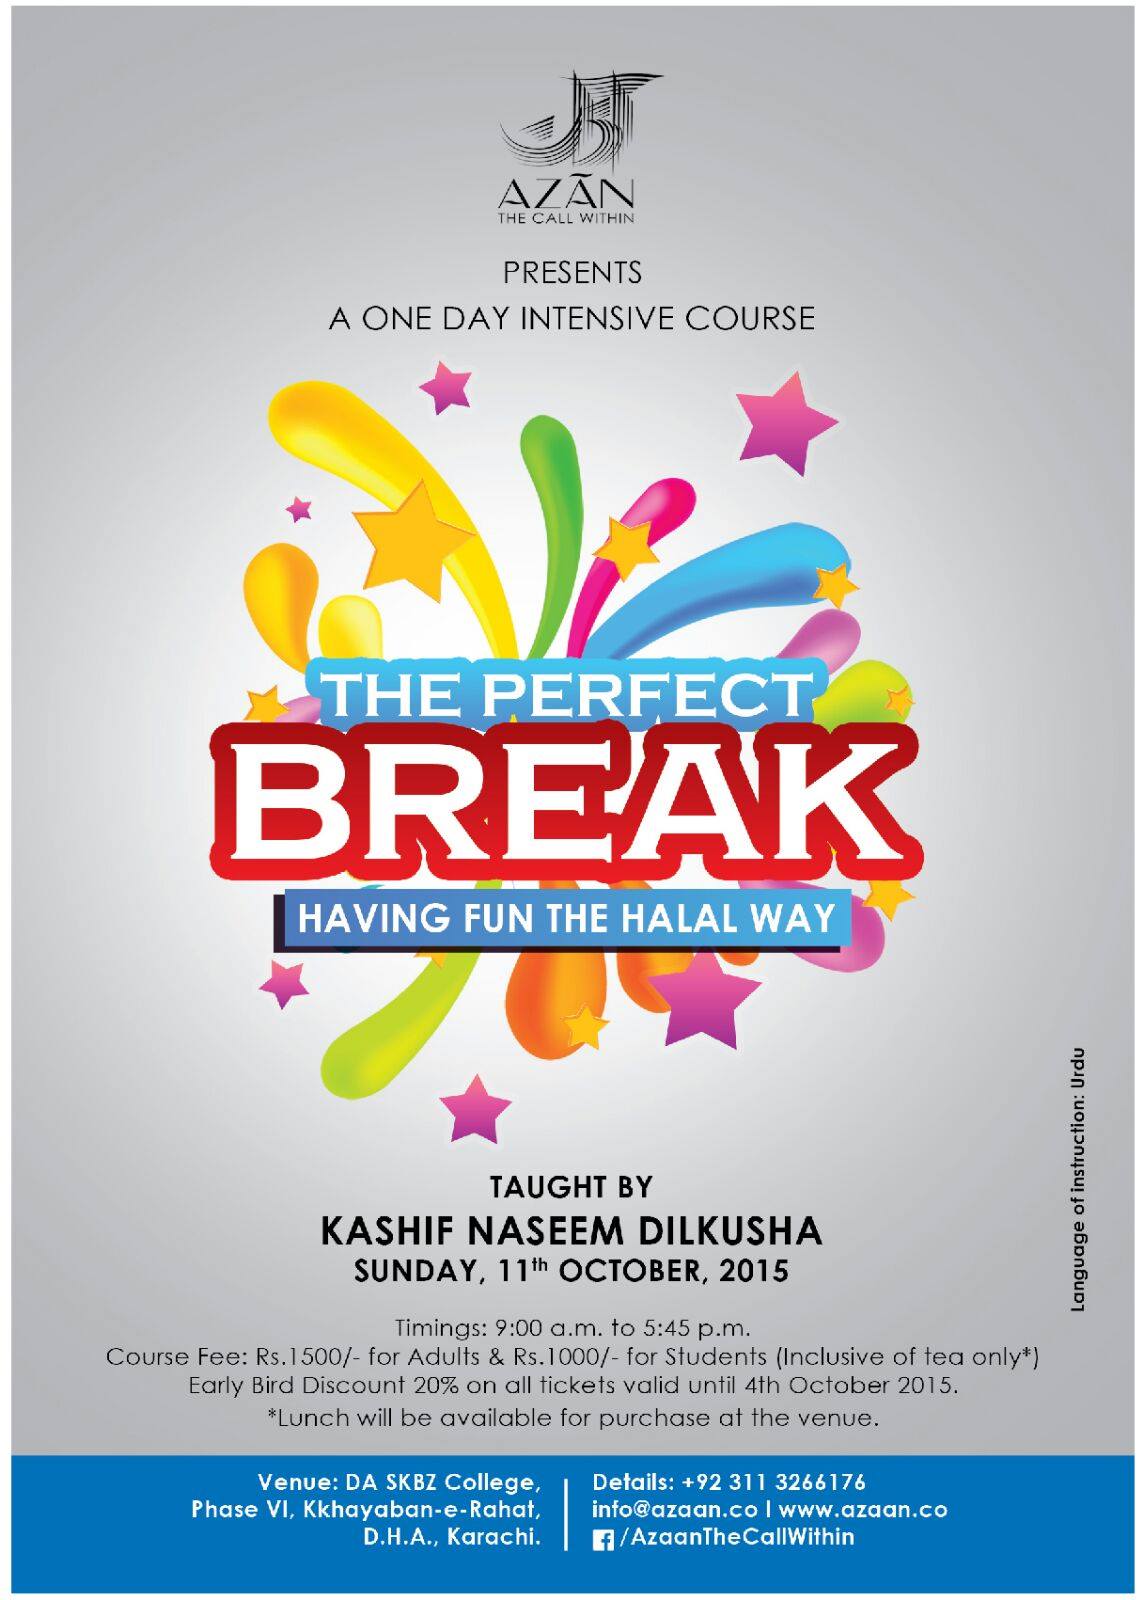 AZĀN
THE CALL WITHIN
PRESENTS
A ONE DAY INTENSIVE COURSE
THE PERFECT
BREAK
HAVING FUN THE HALAL WAY
Language of instruction: Urdu
TAUGHT BY
KASHIF NASEEM DILKUSHA
SUNDAY, 11th OCTOBER, 2015
Timings: 9:00 a.m. to 5:45 p.m.
Course Fee: Rs.1500/- for Adults & Rs.1000/- for Students (Inclusive of tea only*)
Early Bird Discount 20% on all tickets valid until 4th October 2015.
*Lunch will be available for purchase at the venue.
Venue: DA SKBZ College,
Phase VI, Kkhayaban-e-Rahat,
D.H.A., Karachi.
Details: +92 311 3266176
info@azaan.co | www.azaan.co
/AzaanTheCallWithin